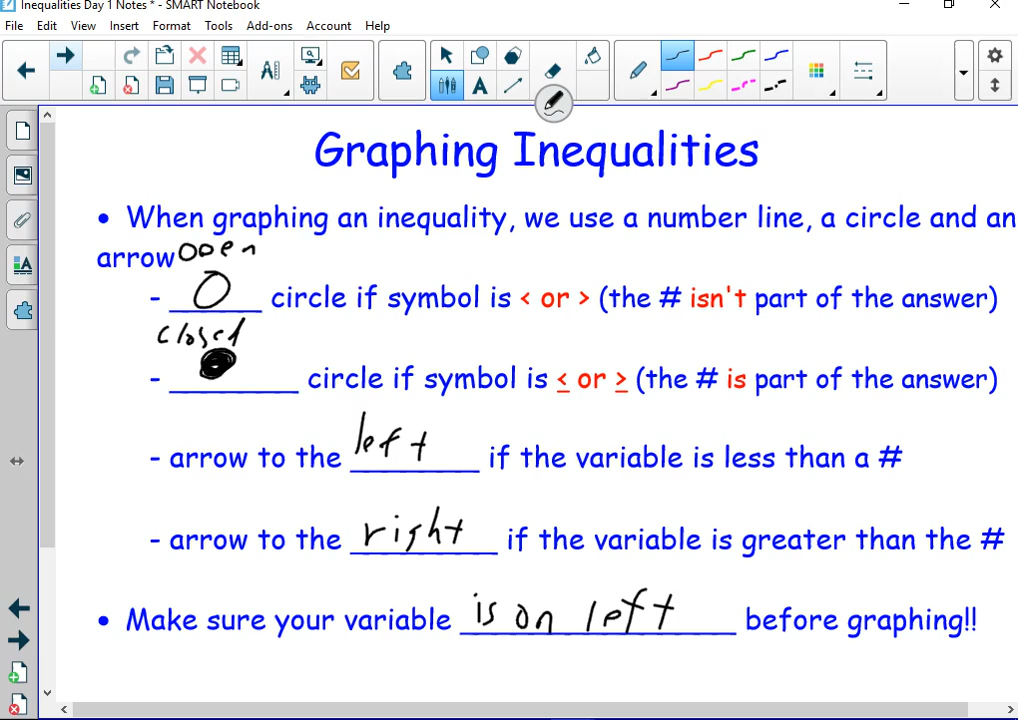 Inequalities Day 1 Notes * - SMART Notebook
File Edit View Insert Format Tools Add-ons Account Help
Graphing Inequalities
• When graphing an inequality, we use a number line, a circle and an
arrow open
- ______ circle if symbol is < or > (the # isn't part of the answer)
closed
- ________ circle if symbol is ≤ or ≥ (the # is part of the answer)
- arrow to the left if the variable is less than a #
- arrow to the right if the variable is greater than the #
• Make sure your variable is on left before graphing!!